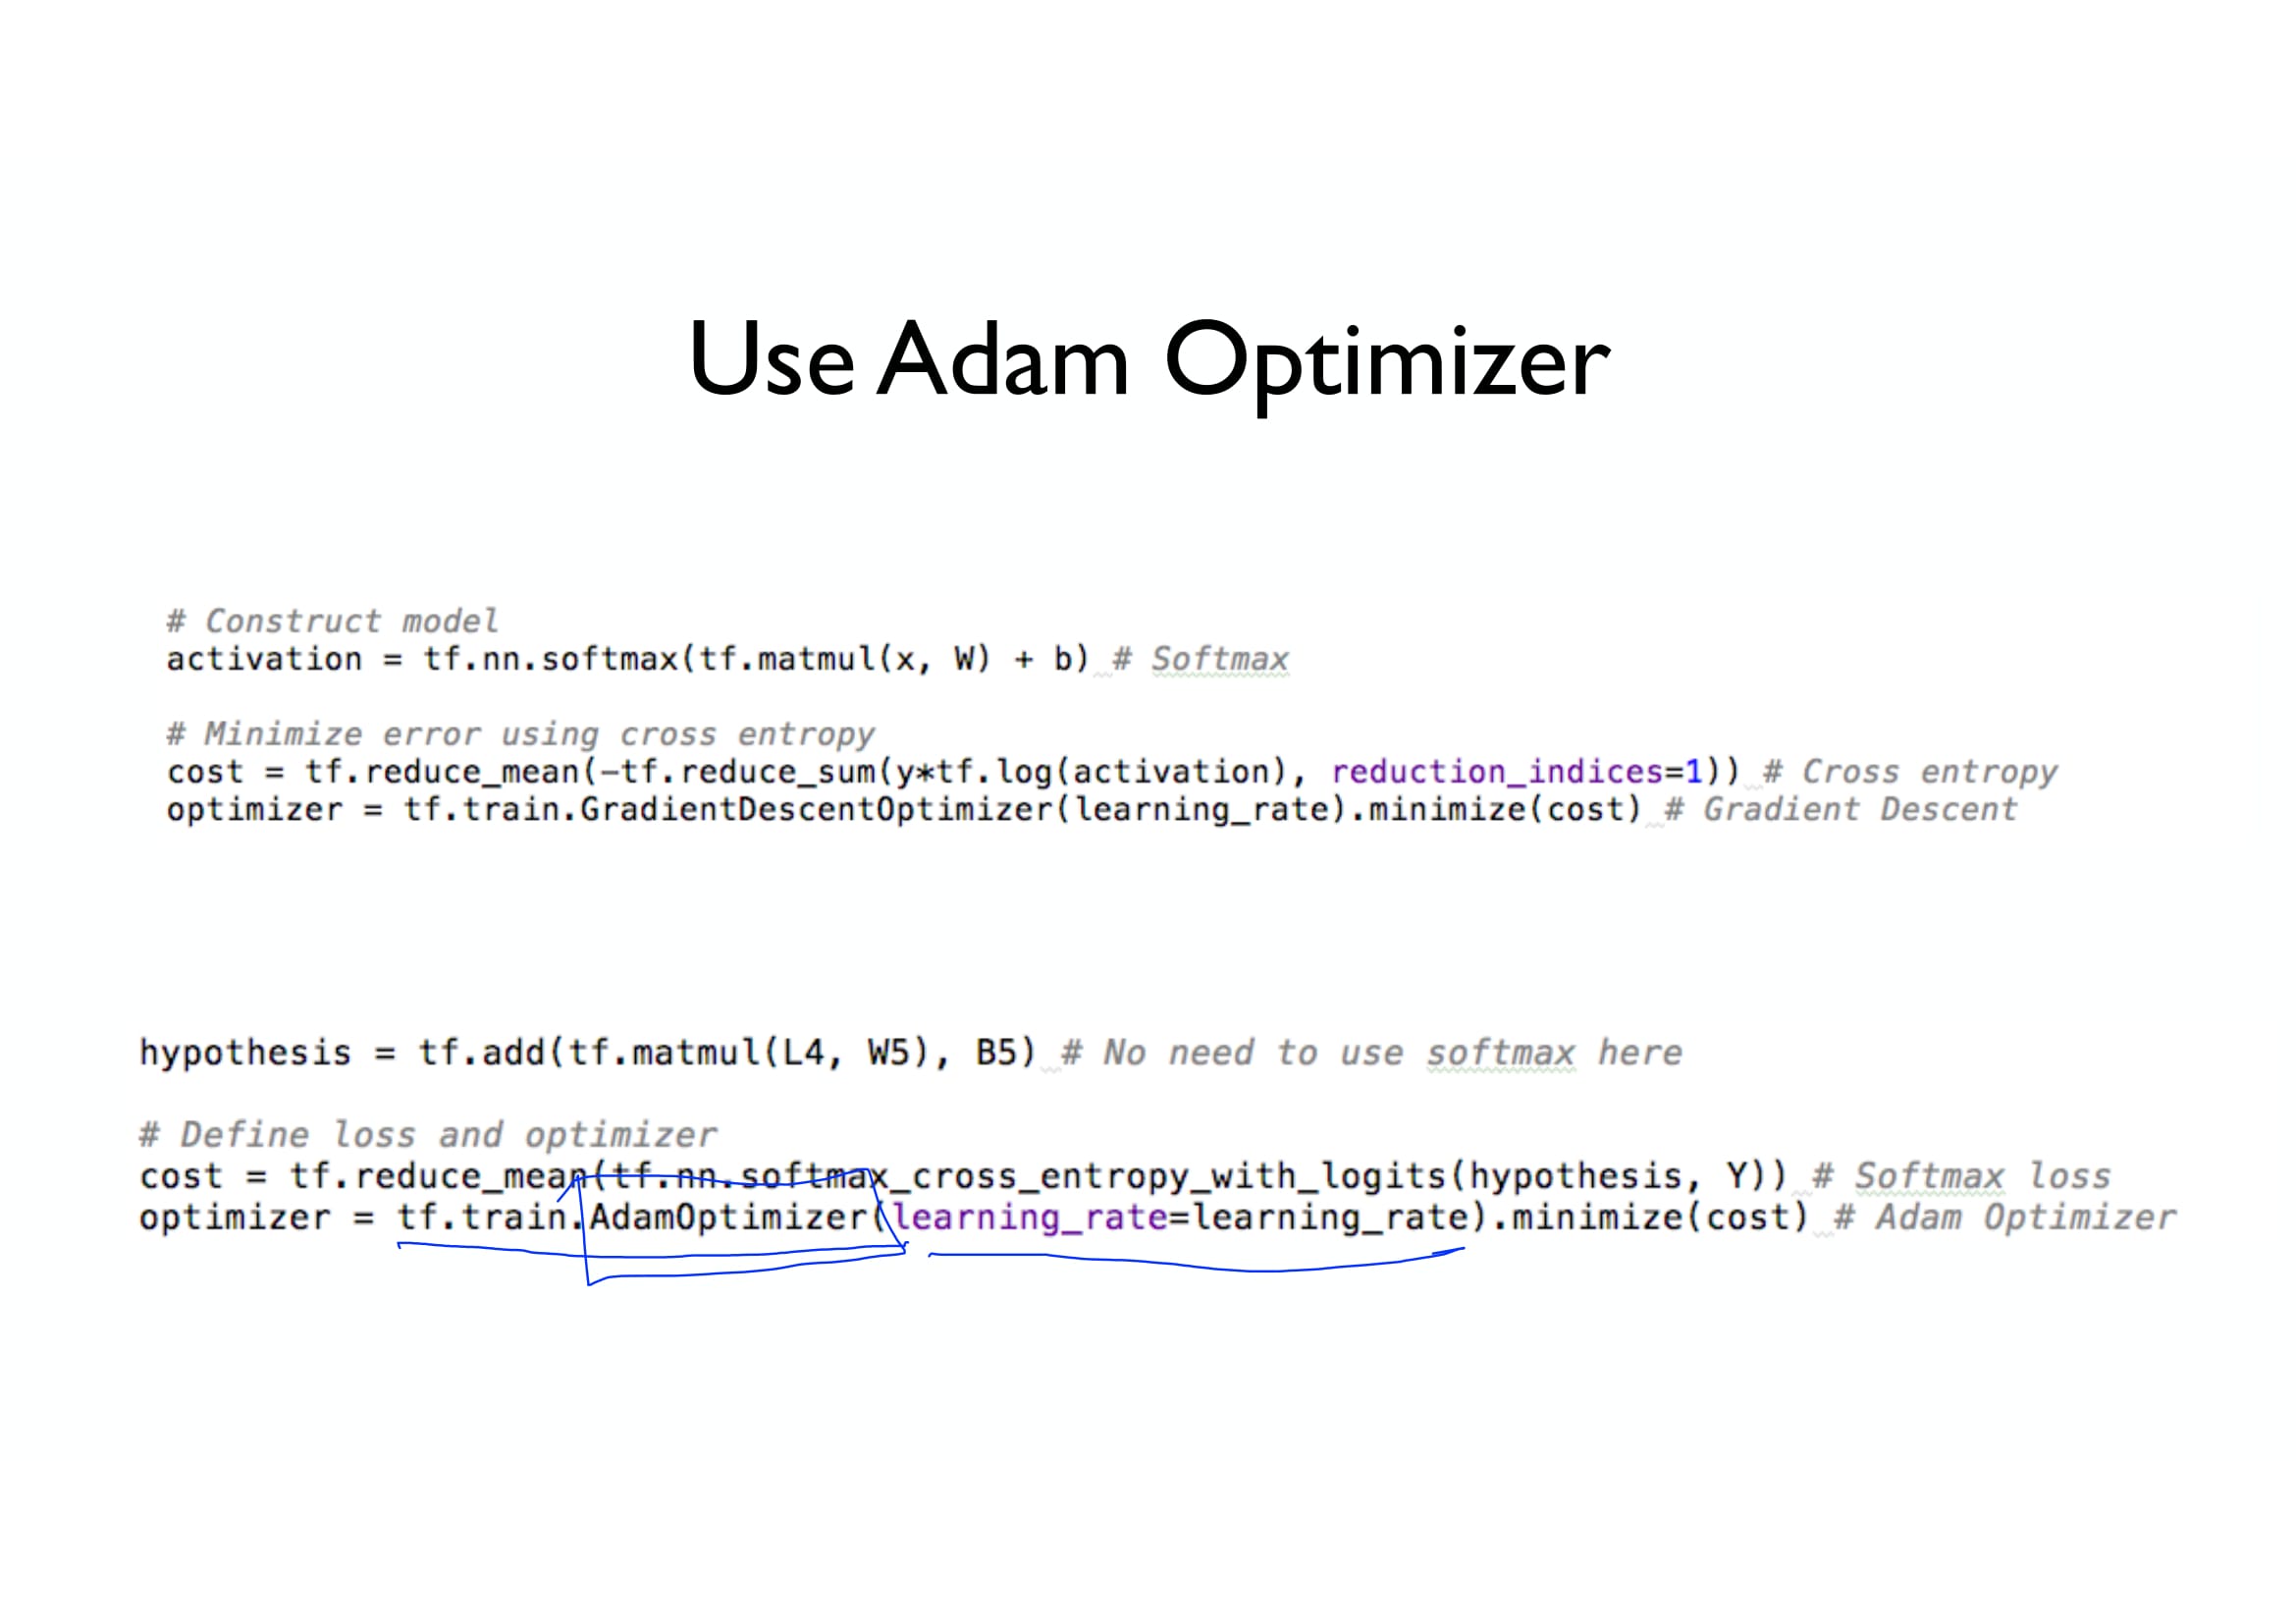 Use Adam Optimizer
# Construct model
activation = tf.nn.softmax(tf.matmul(x, W) + b) # Softmax
# Minimize error using cross entropy
cost = tf.reduce_mean(-tf.reduce_sum(y*tf.log(activation), reduction_indices=1)) # Cross entropy
optimizer = tf.train.GradientDescentOptimizer(learning_rate).minimize(cost) # Gradient Descent
hypothesis = tf.add(tf.matmul(L4, W5), B5) # No need to use softmax here
# Define loss and optimizer
cost = tf.reduce_mean(tf.nn.softmax_cross_entropy_with_logits(hypothesis, Y)) # Softmax loss
optimizer = tf.train.AdamOptimizer(learning_rate=learning_rate).minimize(cost) # Adam Optimizer